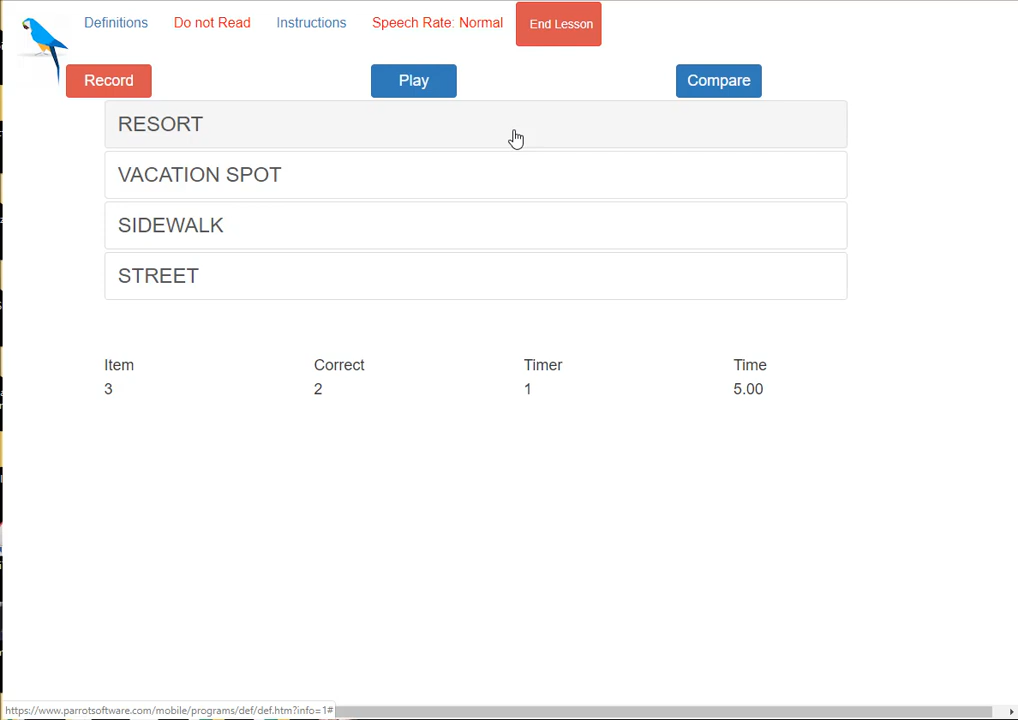 Definitions Do not Read Instructions Speech Rate: Normal End Lesson
Record Play Compare
RESORT
VACATION SPOT
SIDEWALK
STREET
Item Correct Timer Time
3 2 1 5.00
https://www.parrotsoftware.com/mobile/programs/def/def.htm?info=1#